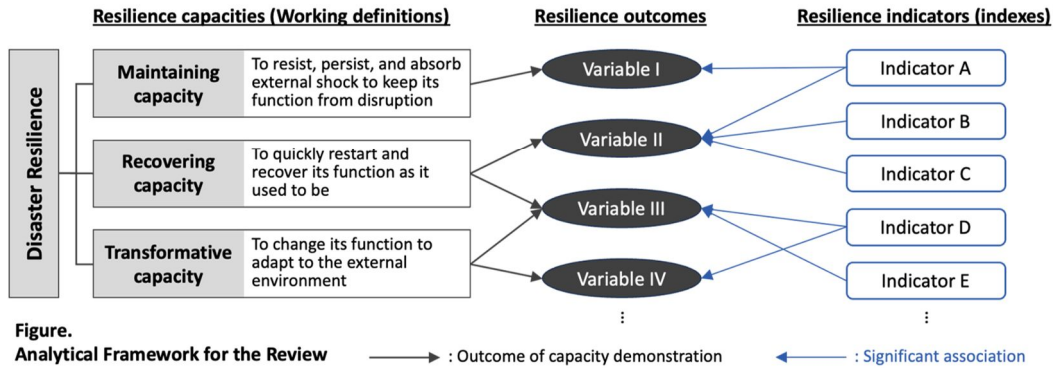 Resilience capacities (Working definitions)
Resilience outcomes
Resilience indicators (indexes)
Disaster Resilience
Maintaining
capacity
To resist, persist, and absorb
external shock to keep its
function from disruption
Recovering
capacity
To quickly restart and
recover its function as it
used to be
Transformative
capacity
To change its function to
adapt to the external
environment
Variable I
Variable II
Variable III
Variable IV
⋮
Indicator A
Indicator B
Indicator C
Indicator D
Indicator E
⋮
Figure.
Analytical Framework for the Review
: Outcome of capacity demonstration
: Significant association